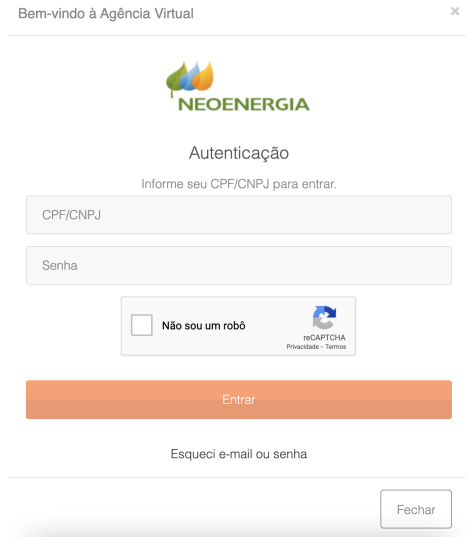 Bem-vindo à Agência Virtual
×
NEOENERGIA
Autenticação
Informe seu CPF/CNPJ para entrar.
CPF/CNPJ
Senha
Não sou um robô
reCAPTCHA
Privacidade - Termos
Entrar
Esqueci e-mail ou senha
Fechar